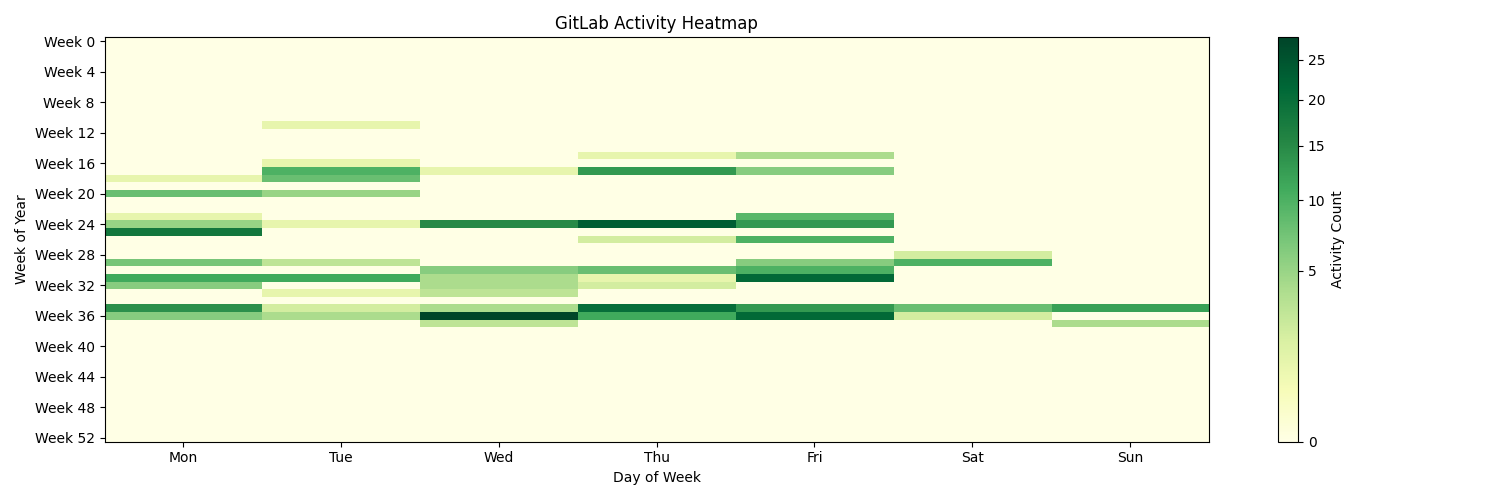 GitLab Activity Heatmap
Week 0
Week 4
Week 8
Week 12
Week 16
Week 20
Week 24
Week 28
Week 32
Week 36
Week 40
Week 44
Week 48
Week 52
Week of Year
Mon Tue Wed Thu Fri Sat Sun
Day of Week
25
20
15
10
5
0
Activity Count